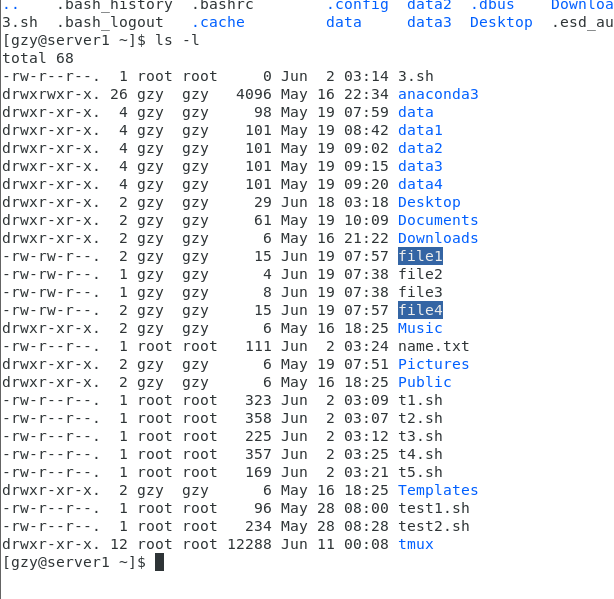 ..    .bash_history  .bashrc        .config  data2  .dbus    Downloa
3.sh  .bash_logout   .cache         data     data3  Desktop  .esd_au
[gzy@server1 ~]$ ls -l
total 68
-rw-r--r--.  1 root root     0 Jun  2 03:14 3.sh
drwxrwxr-x. 26 gzy  gzy   4096 May 16 22:34 anaconda3
drwxr-xr-x.  4 gzy  gzy     98 May 19 07:59 data
drwxr-xr-x.  4 gzy  gzy    101 May 19 08:42 data1
drwxr-xr-x.  4 gzy  gzy    101 May 19 09:02 data2
drwxr-xr-x.  4 gzy  gzy    101 May 19 09:15 data3
drwxr-xr-x.  4 gzy  gzy    101 May 19 09:20 data4
drwxr-xr-x.  2 gzy  gzy     29 Jun 18 03:18 Desktop
drwxr-xr-x.  2 gzy  gzy     61 May 19 10:09 Documents
drwxr-xr-x.  2 gzy  gzy      6 May 16 21:22 Downloads
-rw-rw-r--.  2 gzy  gzy     15 Jun 19 07:57 file1
-rw-rw-r--.  1 gzy  gzy      4 Jun 19 07:38 file2
-rw-rw-r--.  1 gzy  gzy      8 Jun 19 07:38 file3
-rw-rw-r--.  2 gzy  gzy     15 Jun 19 07:57 file4
drwxr-xr-x.  2 gzy  gzy      6 May 16 18:25 Music
-rw-r--r--.  1 root root   111 Jun  2 03:24 name.txt
drwxr-xr-x.  2 gzy  gzy      6 May 19 07:51 Pictures
drwxr-xr-x.  2 gzy  gzy      6 May 16 18:25 Public
-rw-r--r--.  1 root root   323 Jun  2 03:09 t1.sh
-rw-r--r--.  1 root root   358 Jun  2 03:07 t2.sh
-rw-r--r--.  1 root root   225 Jun  2 03:12 t3.sh
-rw-r--r--.  1 root root   357 Jun  2 03:25 t4.sh
-rw-r--r--.  1 root root   169 Jun  2 03:21 t5.sh
drwxr-xr-x.  2 gzy  gzy      6 May 16 18:25 Templates
-rw-r--r--.  1 root root    96 May 28 08:00 test1.sh
-rw-r--r--.  1 root root   234 May 28 08:28 test2.sh
drwxr-xr-x. 12 root root 12288 Jun 11 00:08 tmux
[gzy@server1 ~]$